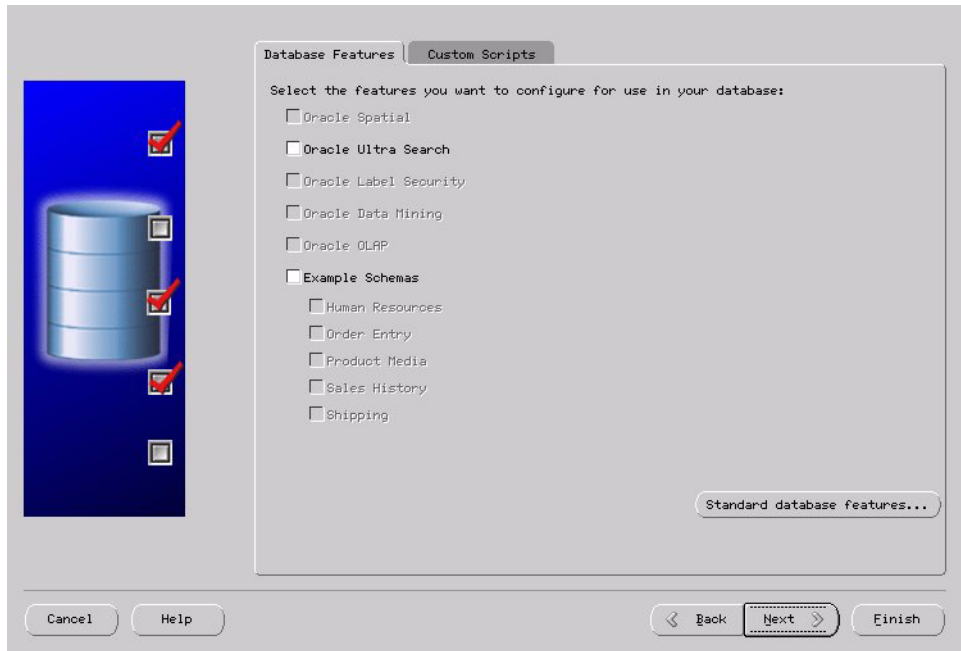 Database Features
Custom Scripts
Select the features you want to configure for use in your database:
Oracle Spatial
Oracle Ultra Search
Oracle Label Security
Oracle Data Mining
Oracle OLAP
Example Schemas
Human Resources
Order Entry
Product Media
Sales History
Shipping
Standard database features...
Cancel
Help
Back
Next
Finish